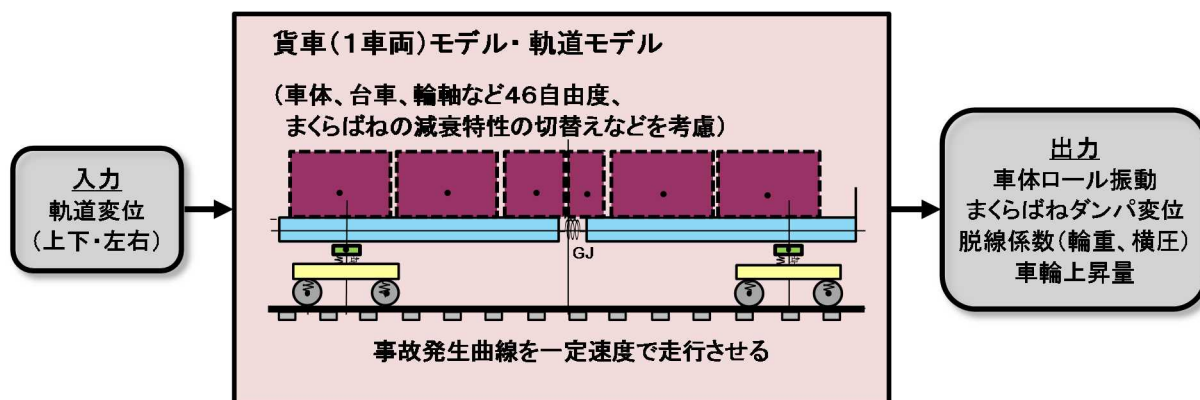 入力
軌道変位
(上下・左右)
貨車(1車両)モデル・軌道モデル
(車体、台車、輪軸など46自由度、
まくらばねの減衰特性の切替えなどを考慮)
GJ
事故発生曲線を一定速度で走行させる
出力
車体ロール振動
まくらばねダンパ変位
脱線係数(輪重、横圧)
車輪上昇量